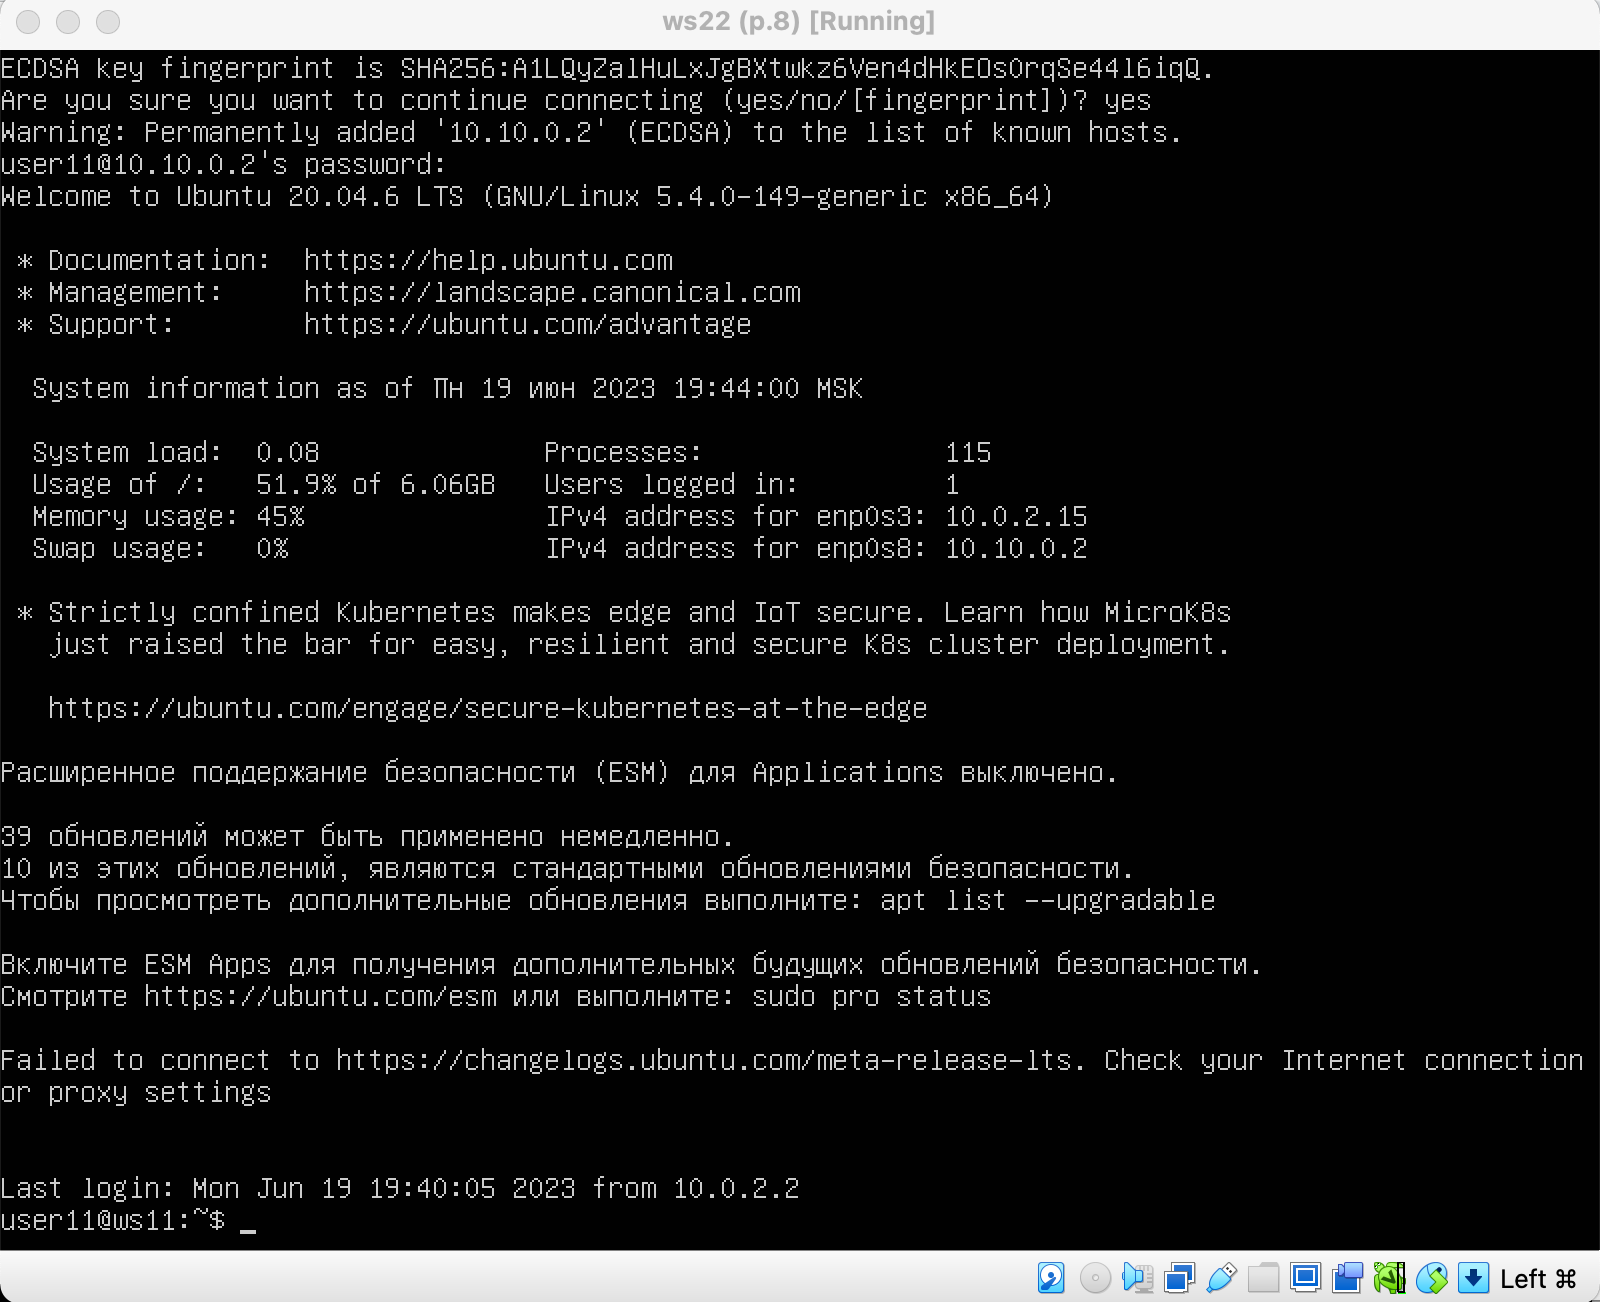 ws22 (p.8) [Running]
ECDSA key fingerprint is SHA256:A1LQyZalHuLxJgBXtwkz6Ven4dHkEOsOrqSe44l6iqQ.
Are you sure you want to continue connecting (yes/no/[fingerprint])? yes
Warning: Permanently added '10.10.0.2' (ECDSA) to the list of known hosts.
user11@10.10.0.2's password:
Welcome to Ubuntu 20.04.6 LTS (GNU/Linux 5.4.0-149-generic x86_64)
* Documentation:  https://help.ubuntu.com
* Management:     https://landscape.canonical.com
* Support:        https://ubuntu.com/advantage
System information as of Пн 19 июн 2023 19:44:00 MSK
System load:  0.08              Processes:               115
Usage of /:   51.9% of 6.06GB   Users logged in:         1
Memory usage: 45%               IPv4 address for enp0s3: 10.0.2.15
Swap usage:   0%                IPv4 address for enp0s8: 10.10.0.2
* Strictly confined Kubernetes makes edge and IoT secure. Learn how MicroK8s
just raised the bar for easy, resilient and secure K8s cluster deployment.
https://ubuntu.com/engage/secure-kubernetes-at-the-edge
Расширенное поддержание безопасности (ESM) для Applications выключено.
39 обновлений может быть применено немедленно.
10 из этих обновлений, являются стандартными обновлениями безопасности.
Чтобы просмотреть дополнительные обновления выполните: apt list --upgradable
Включите ESM Apps для получения дополнительных будущих обновлений безопасности.
Смотрите https://ubuntu.com/esm или выполните: sudo pro status
Failed to connect to https://changelogs.ubuntu.com/meta-release-lts. Check your Internet connection
or proxy settings
Last login: Mon Jun 19 19:40:05 2023 from 10.0.2.2
user11@ws11:~$ _
Left ⌘